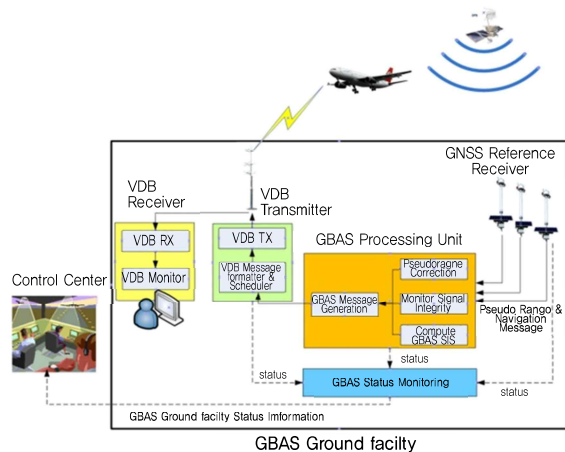 GNSS Reference
Receiver
VDB
Receiver
VDB
Transmitter
VDB RX
VDB Monitor
VDB TX
VDB Message
formatter &
Scheduler
GBAS Processing Unit
Pseudoragne
Correction
GBAS Message
Generation
Monitor Signal
Integrity
Compute
GBAS SIS
Pseudo Rango &
Navigation
Message
Control Center
status
status
status
GBAS Status Monitoring
GBAS Ground facilty Status Imformation
GBAS Ground facilty